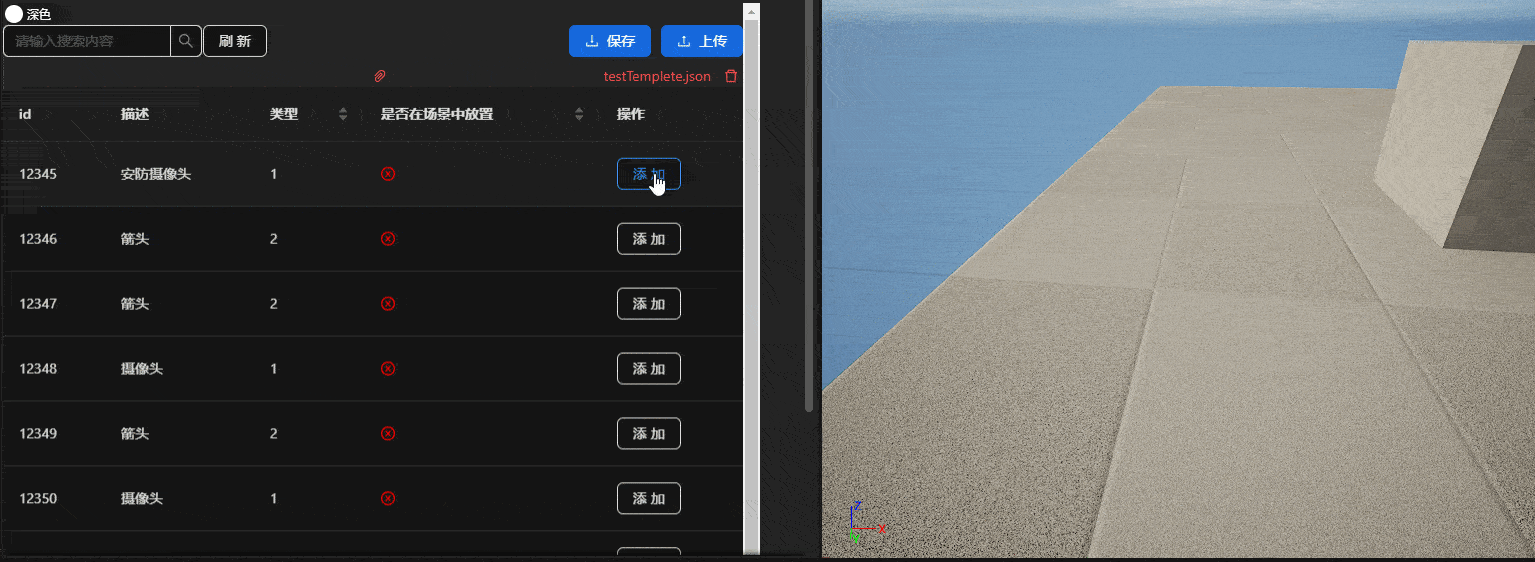 深色
请输入搜索内容 刷 新 保存 上传
testTemplete.json
id 描述 类型 是否在场景中放置 操作
12345 安防摄像头 1 添 加
12346 箭头 2 添 加
12347 箭头 2 添 加
12348 摄像头 1 添 加
12349 箭头 2 添 加
12350 摄像头 1 添 加
Z
X
Y